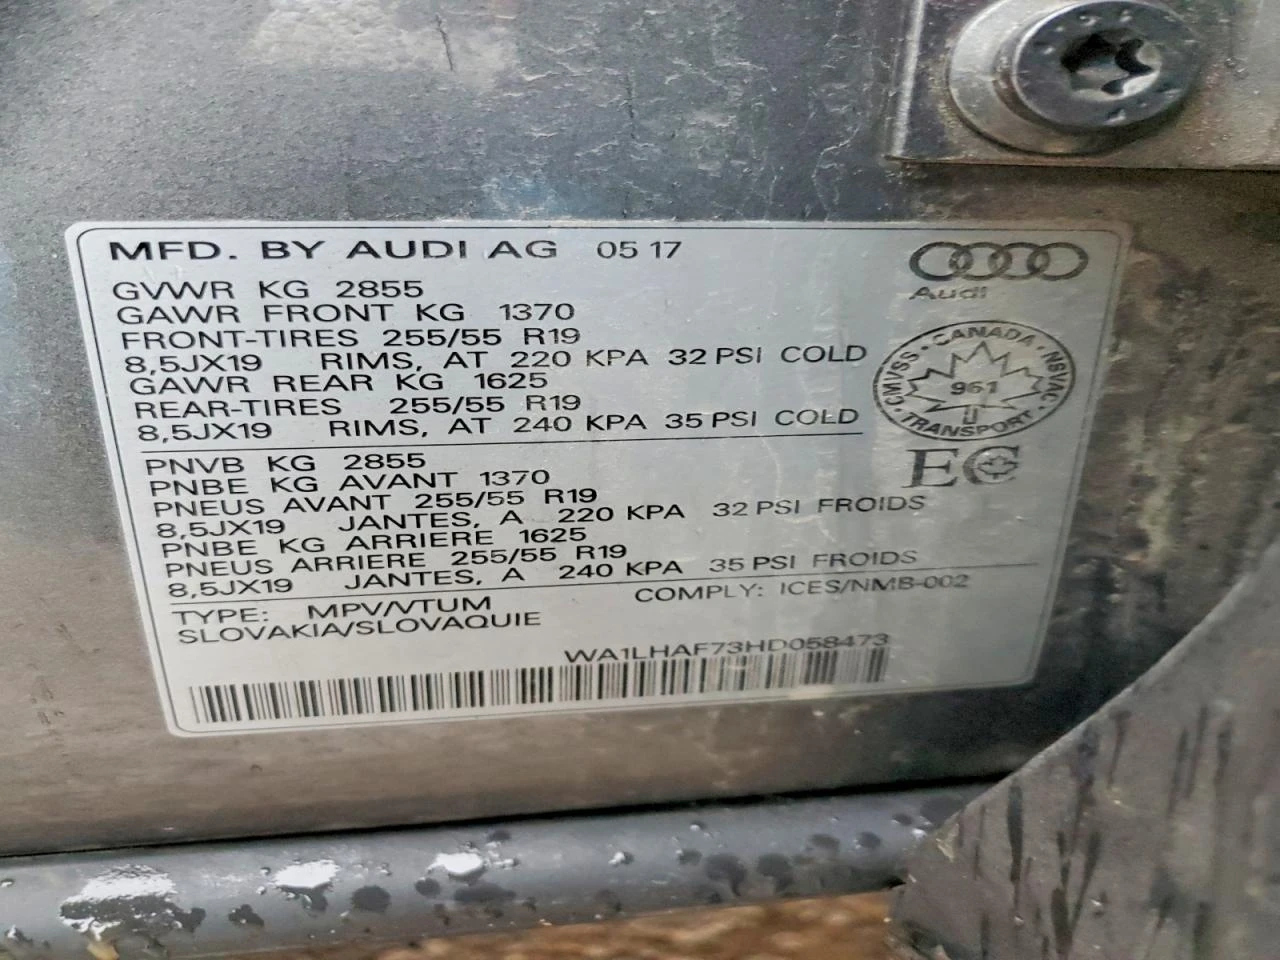 MFD. BY AUDI AG 05 17
Audi
GVWR KG 2855
GAWR FRONT KG 1370
FRONT-TIRES 255/55 R19
8,5JX19 RIMS, AT 220 KPA 32 PSI COLD
GAWR REAR KG 1625
REAR-TIRES 255/55 R19
8,5JX19 RIMS, AT 240 KPA 35 PSI COLD
CMVSS · CANADA · NSVAC · TRANSPORT
961
U
EC
PNVB KG 2855
PNBE KG AVANT 1370
PNEUS AVANT 255/55 R19
8,5JX19 JANTES, A 220 KPA 32 PSI FROIDS
PNBE KG ARRIERE 1625
PNEUS ARRIERE 255/55 R19
8,5JX19 JANTES, A 240 KPA 35 PSI FROIDS
TYPE: MPV/VTUM COMPLY: ICES/NMB-002
SLOVAKIA/SLOVAQUIE
WA1LHAF73HD058473